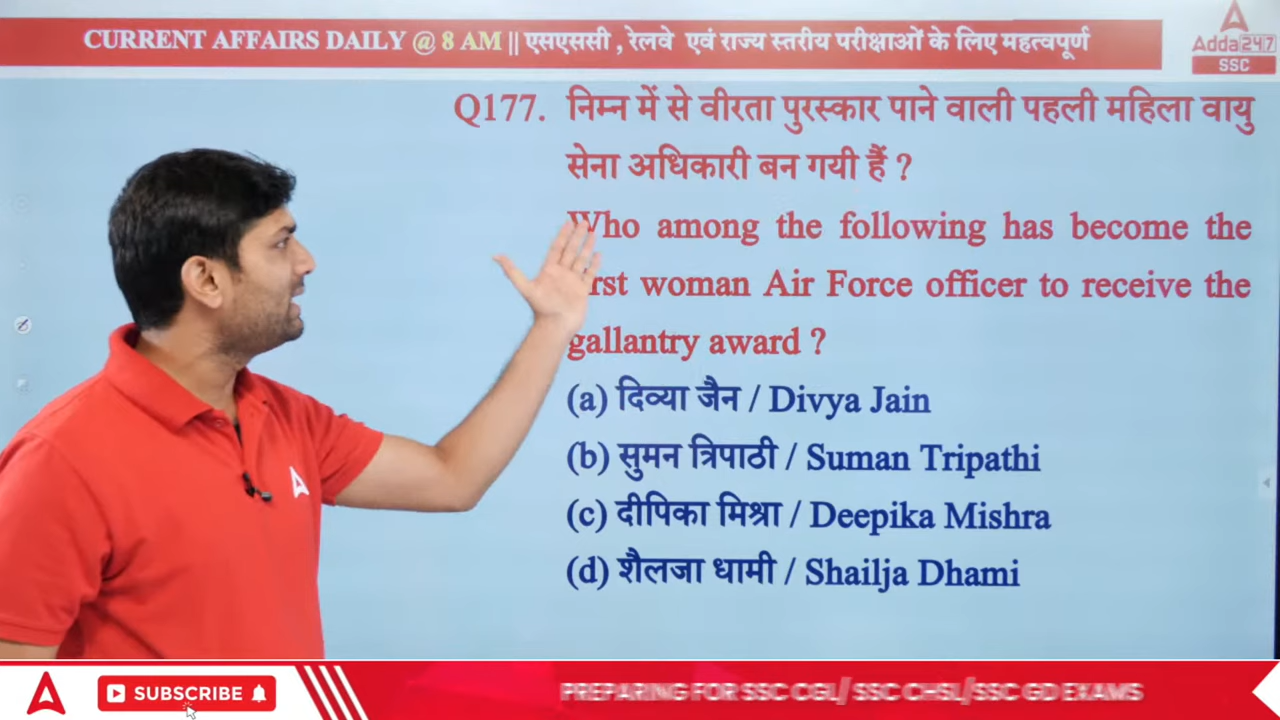 CURRENT AFFAIRS DAILY @ 8 AM || एसएससी , रेलवे एवं राज्य स्तरीय परीक्षाओं के लिए महत्वपूर्ण
Adda 247
SSC
Q177. निम्न में से वीरता पुरस्कार पाने वाली पहली महिला वायु
सेना अधिकारी बन गयी हैं ?
Who among the following has become the
rst woman Air Force officer to receive the
gallantry award ?
(a) दिव्या जैन / Divya Jain
(b) सुमन त्रिपाठी / Suman Tripathi
(c) दीपिका मिश्रा / Deepika Mishra
(d) शैलजा धामी / Shailja Dhami
SUBSCRIBE
PREPARING FOR SSC CGL/ SSC CHSL/SSC GD EXAMS